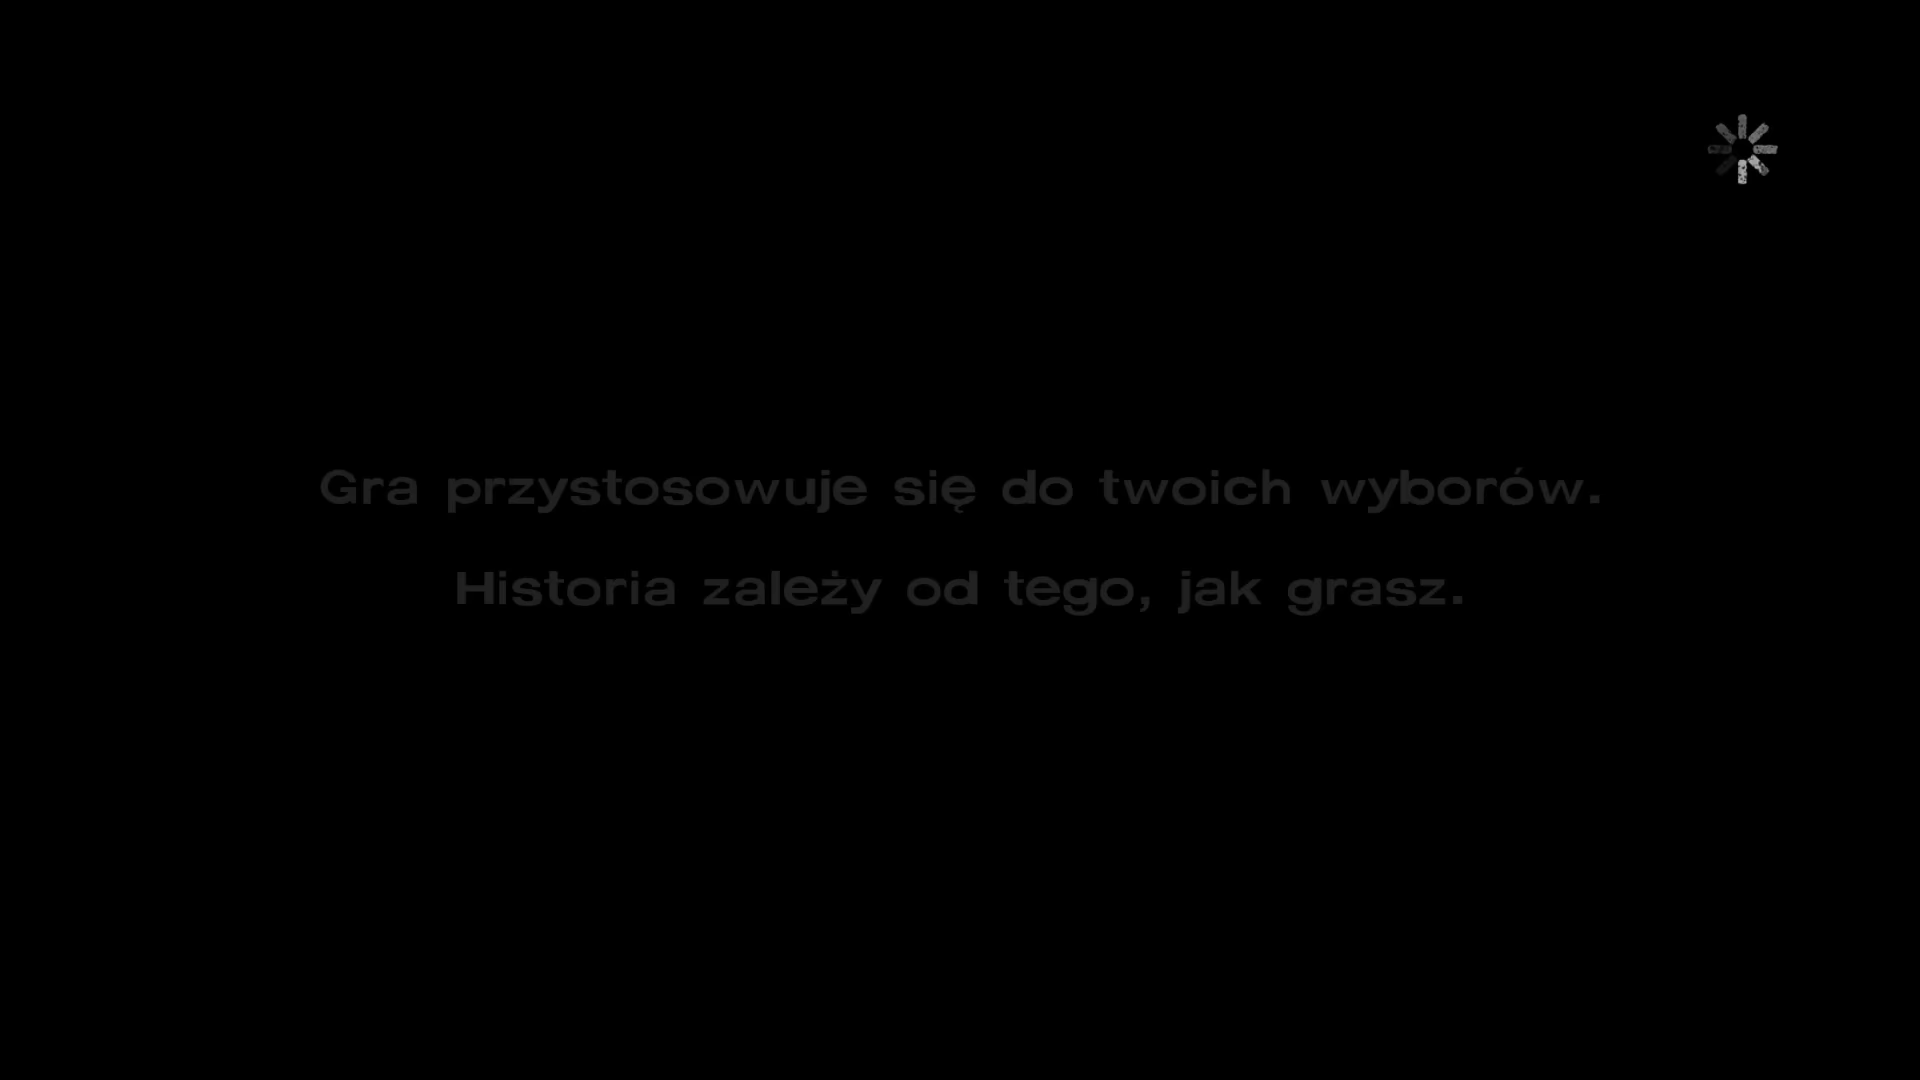 Gra przystosowuje się do twoich wyborów.
Historia zależy od tego, jak grasz.